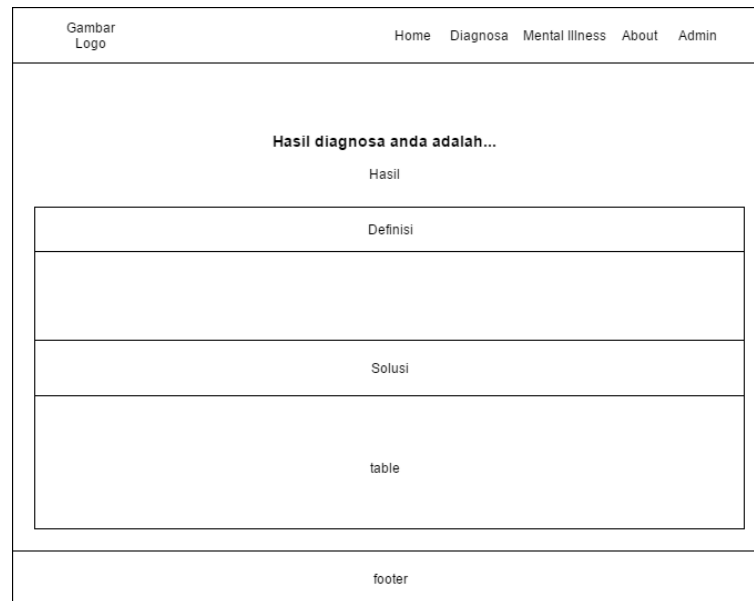 Gambar
Logo
Home Diagnosa Mental Illness About Admin
Hasil diagnosa anda adalah...
Hasil
Definisi
Solusi
table
footer